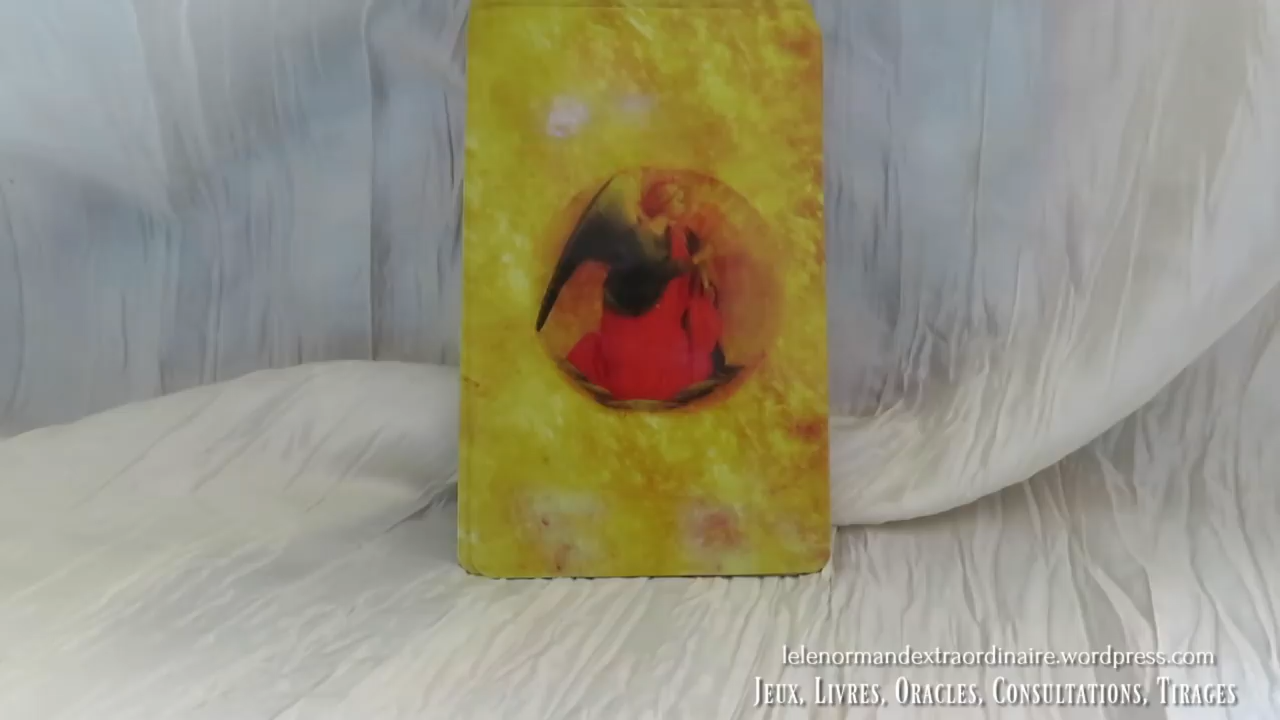 lelenormandextraordinaire.wordpress.com
Jeux, Livres, Oracles, Consultations, Tirages